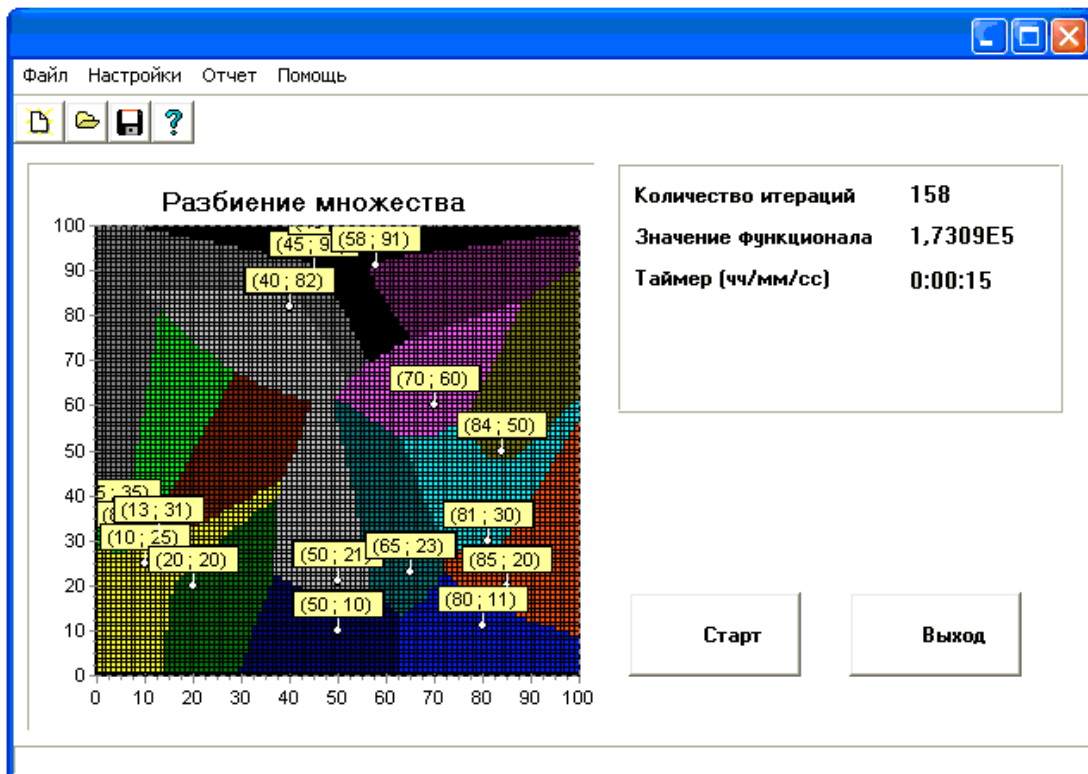 Файл Настройки Отчет Помощь
Разбиение множества
Количество итераций 158
Значение функционала 1,7309E5
Таймер (чч/мм/сс) 0:00:15
100
90
80
70
60
50
40
30
20
10
0
(58 ; 91)
(40 ; 82)
(70 ; 60)
(84 ; 50)
(13 ; 31)
(81 ; 30)
(10 ; 25)
(65 ; 23)
(50 ; 21)
(20 ; 20)
(85 ; 20)
(80 ; 11)
(50 ; 10)
0 10 20 30 40 50 60 70 80 90 100
Старт Выход